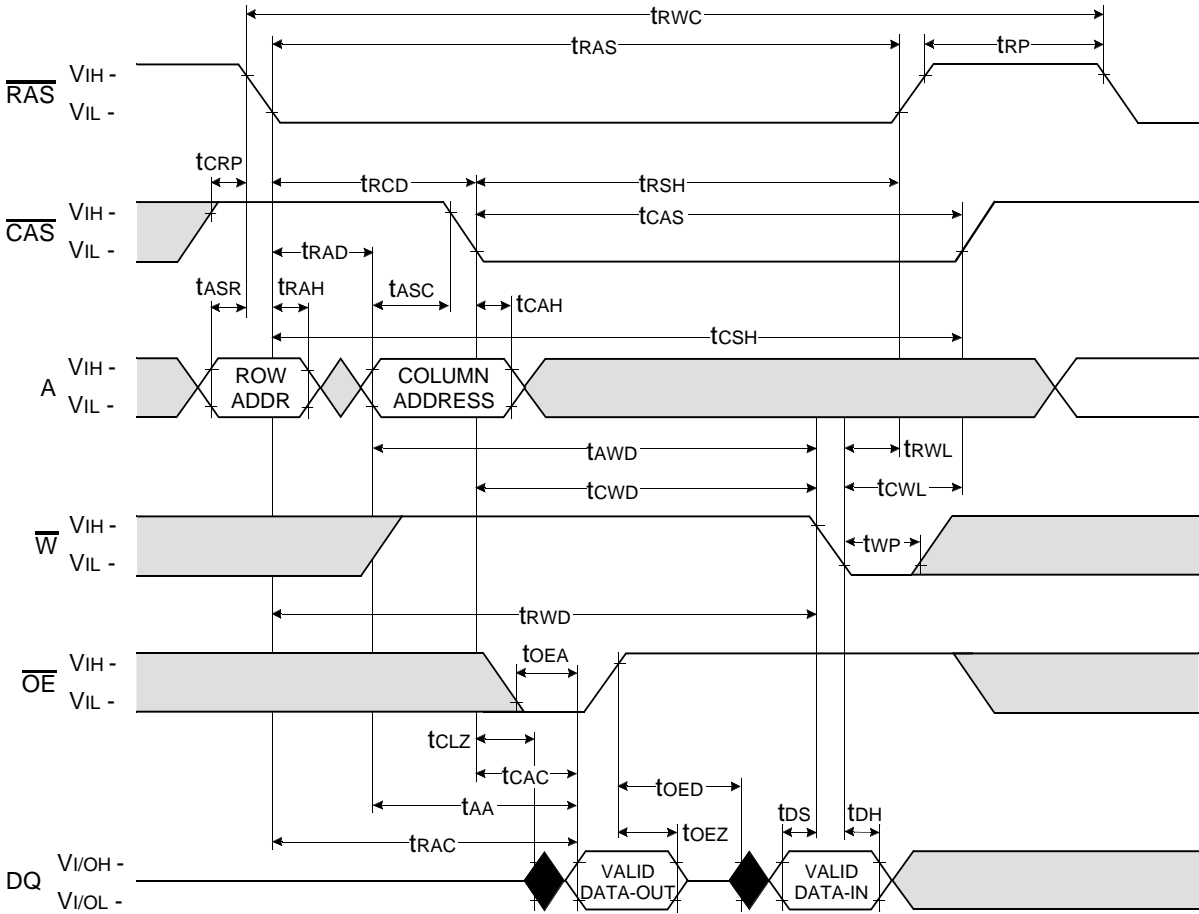 tRWC
tRAS
tRP
RAS
VIH -
VIL -
tCRP
tRCD
tRSH
CAS
VIH -
VIL -
tCAS
tRAD
tASR
tRAH
tASC
tCAH
tCSH
A
VIH -
VIL -
ROW
ADDR
COLUMN
ADDRESS
tAWD
tRWL
tCWD
tCWL
W
VIH -
VIL -
tWP
tRWD
OE
VIH -
VIL -
tOEA
tCLZ
tCAC
tOED
tAA
tDS
tDH
tOEZ
tRAC
DQ
VI/OH -
VI/OL -
VALID
DATA-OUT
VALID
DATA-IN